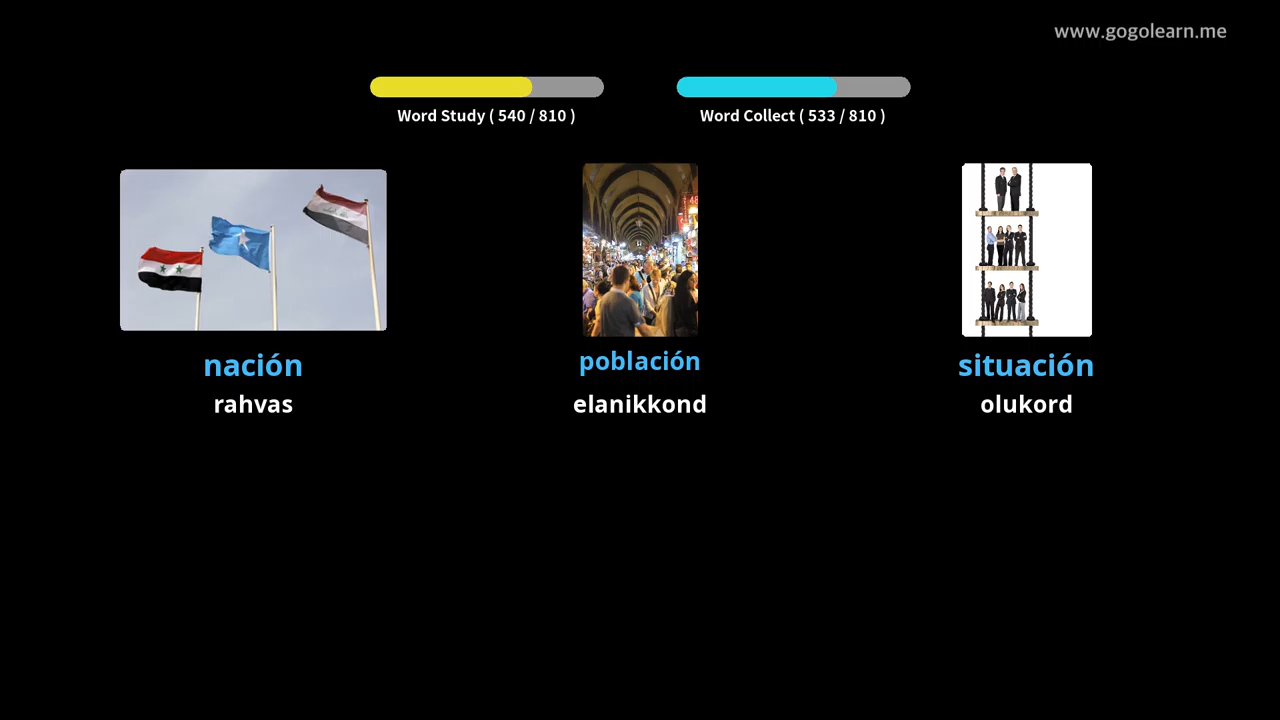 www.gogolearn.me
Word Study ( 540 / 810 )
Word Collect ( 533 / 810 )
nación
rahvas
población
elanikkond
situación
olukord